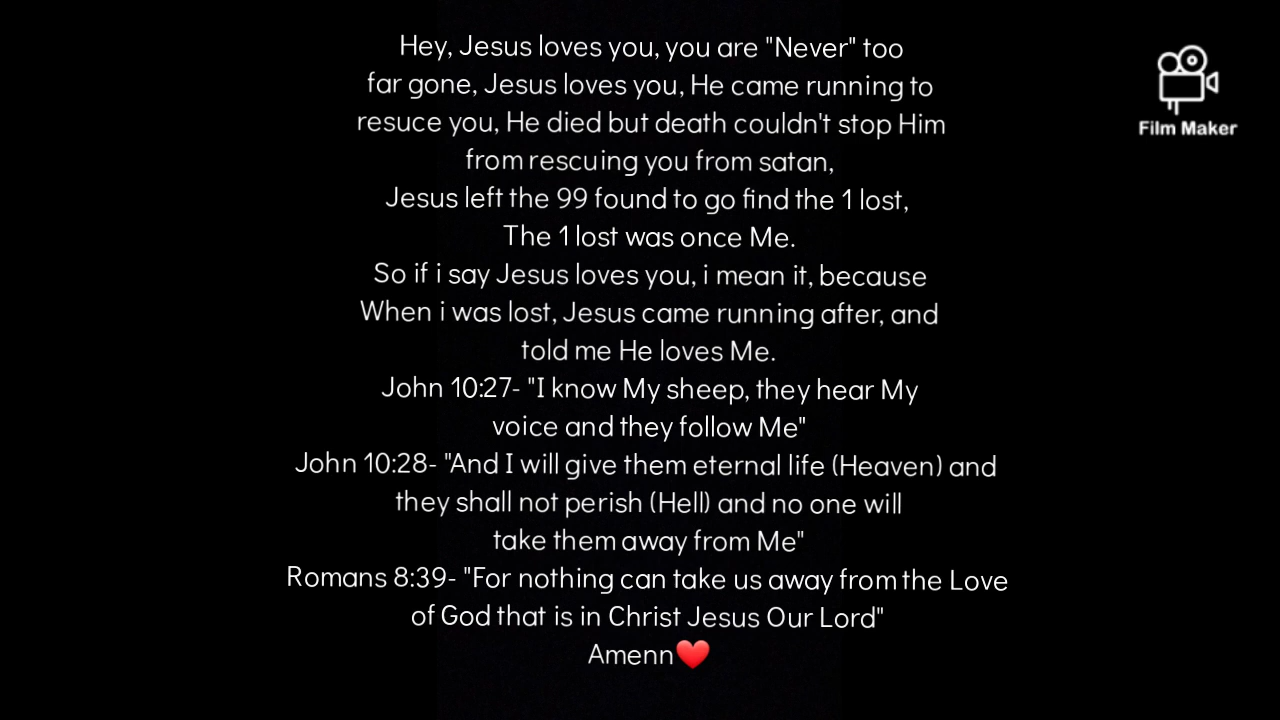 Hey, Jesus loves you, you are "Never" too
far gone, Jesus loves you, He came running to
resuce you, He died but death couldn't stop Him
from rescuing you from satan,
Jesus left the 99 found to go find the 1 lost,
The 1 lost was once Me.
So if i say Jesus loves you, i mean it, because
When i was lost, Jesus came running after, and
told me He loves Me.
John 10:27- "I know My sheep, they hear My
voice and they follow Me"
John 10:28- "And I will give them eternal life (Heaven) and
they shall not perish (Hell) and no one will
take them away from Me"
Romans 8:39- "For nothing can take us away from the Love
of God that is in Christ Jesus Our Lord"
Amenn❤️
Film Maker